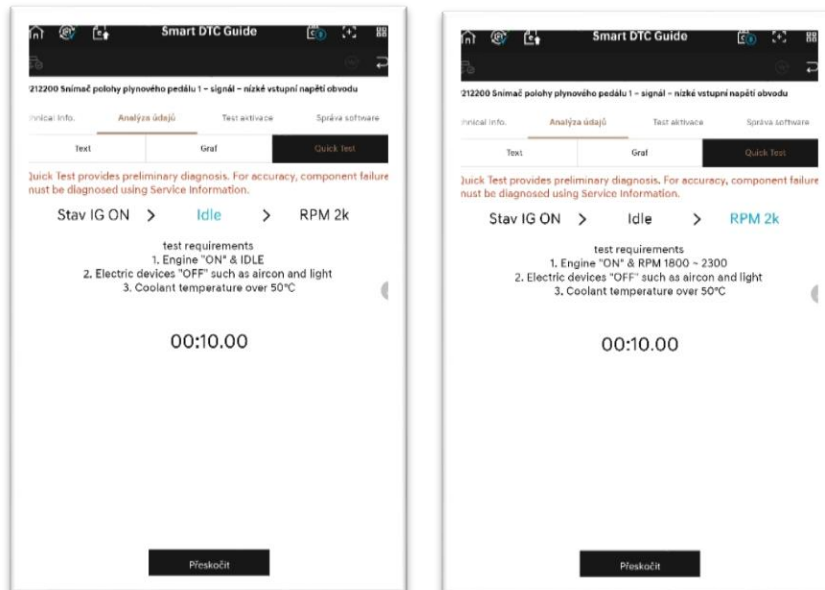 Smart DTC Guide
212200 Snímač polohy plynového pedálu 1 – signál – nízké vstupní napětí obvodu
Info. Analýza údajů Test aktivace Správa software
Text Graf Quick Test
Quick Test provides preliminary diagnosis. For accuracy, component failure
must be diagnosed using Service Information.
Stav IG ON > Idle > RPM 2k
test requirements
1. Engine "ON" & IDLE
2. Electric devices "OFF" such as aircon and light
3. Coolant temperature over 50°C
00:10.00
Přeskočit
Smart DTC Guide
212200 Snímač polohy plynového pedálu 1 – signál – nízké vstupní napětí obvodu
Info. Analýza údajů Test aktivace Správa software
Text Graf Quick Test
Quick Test provides preliminary diagnosis. For accuracy, component failure
must be diagnosed using Service Information.
Stav IG ON > Idle > RPM 2k
test requirements
1. Engine "ON" & RPM 1800 ~ 2300
2. Electric devices "OFF" such as aircon and light
3. Coolant temperature over 50°C
00:10.00
Přeskočit